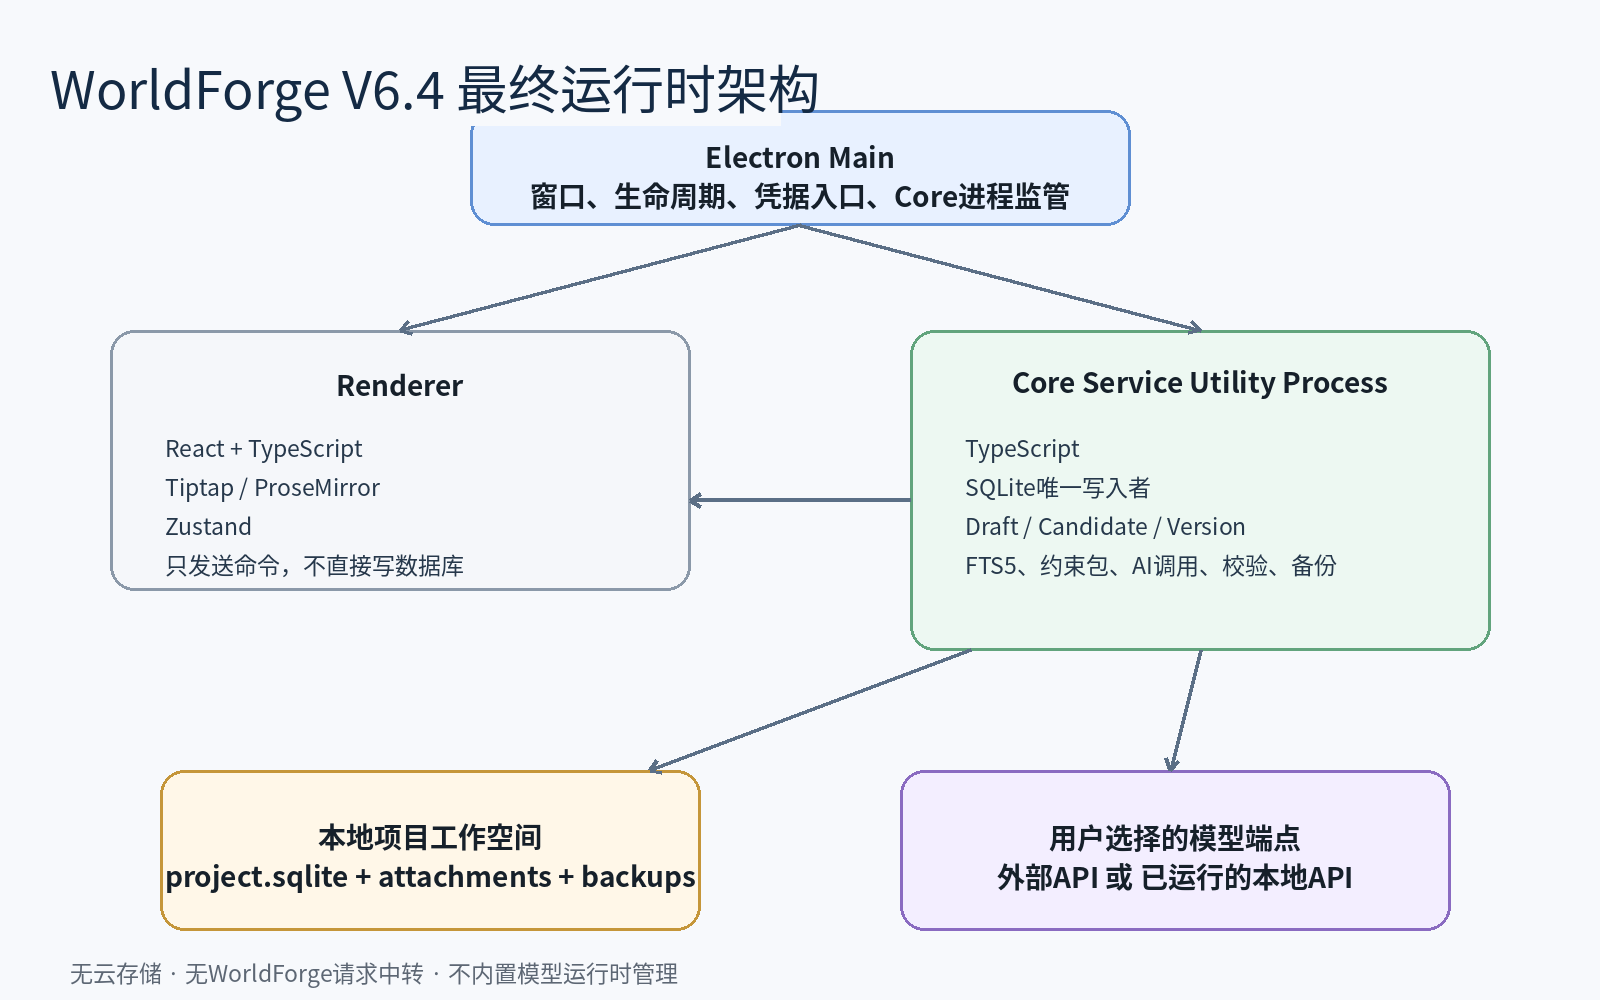 WorldForge V6.4 最终运行时架构
Electron Main
窗口、生命周期、凭据入口、Core进程监管
Renderer
React + TypeScript
Tiptap / ProseMirror
Zustand
只发送命令，不直接写数据库
Core Service Utility Process
TypeScript
SQLite唯一写入者
Draft / Candidate / Version
FTS5、约束包、AI调用、校验、备份
本地项目工作空间
project.sqlite + attachments + backups
用户选择的模型端点
外部API 或 已运行的本地API
无云存储 · 无WorldForge请求中转 · 不内置模型运行时管理